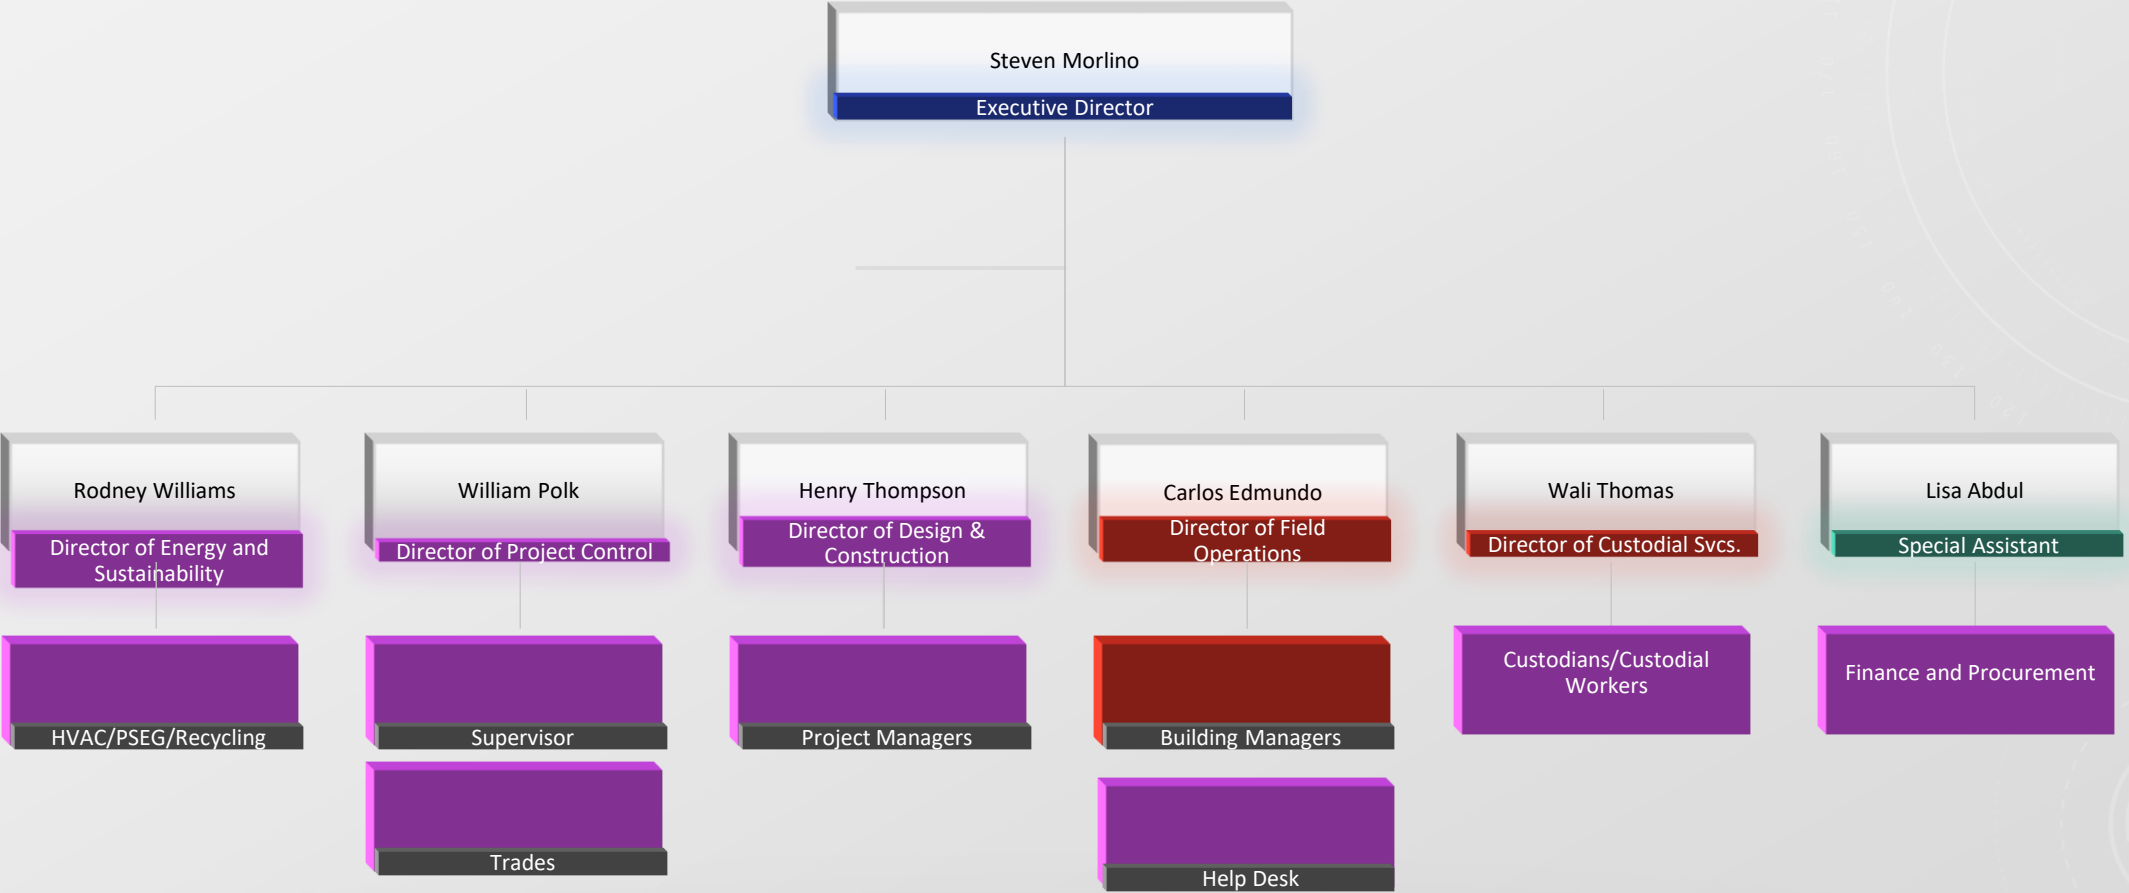 Steven Morlino
Executive Director
Rodney Williams
Director of Energy and
Sustainability
William Polk
Director of Project Control
Henry Thompson
Director of Design &
Construction
Carlos Edmundo
Director of Field
Operations
Wali Thomas
Director of Custodial Svcs.
Lisa Abdul
Special Assistant
HVAC/PSEG/Recycling
Supervisor
Project Managers
Building Managers
Custodians/Custodial
Workers
Finance and Procurement
Trades
Help Desk